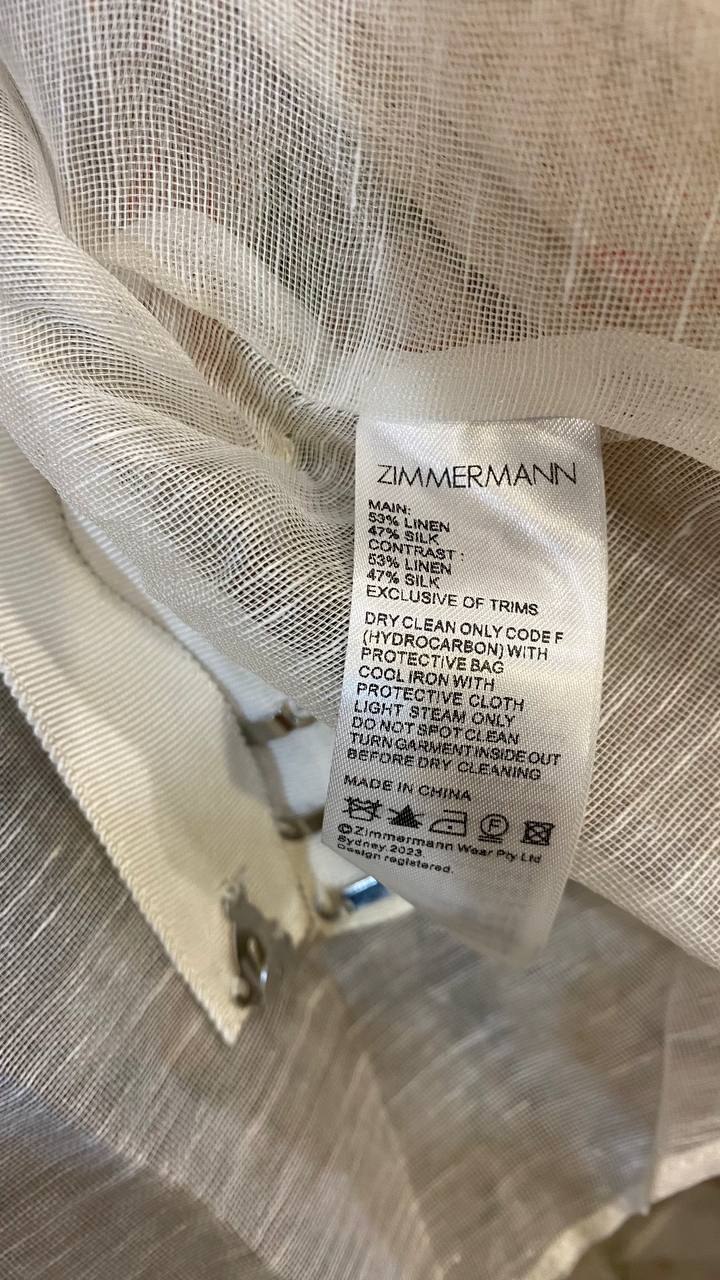 ZIMMERMANN
MAIN:
53% LINEN
47% SILK
CONTRAST :
53% LINEN
47% SILK
EXCLUSIVE OF TRIMS
DRY CLEAN ONLY CODE F
(HYDROCARBON) WITH
PROTECTIVE BAG
COOL IRON WITH
PROTECTIVE CLOTH
LIGHT STEAM ONLY
DO NOT SPOT CLEAN
TURN GARMENT INSIDE OUT
BEFORE DRY CLEANING
MADE IN CHINA
F
©Zimmermann Wear Pty Ltd
Sydney.2023.
Design registered.